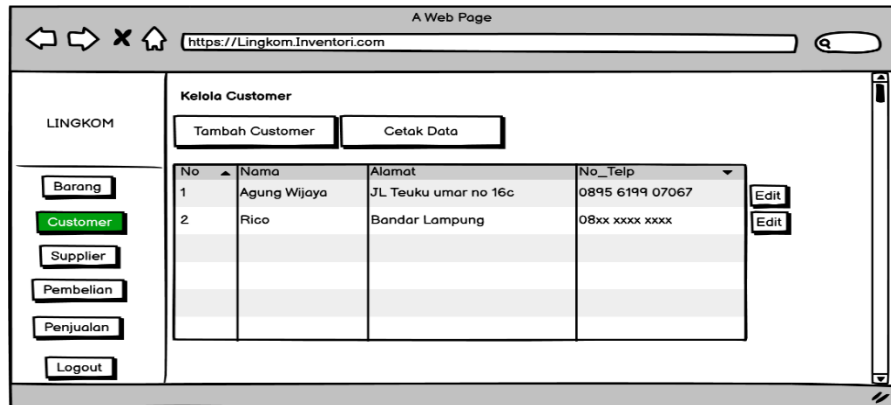 A Web Page
https://Lingkom.Inventori.com
LINGKOM
Barang
Customer
Supplier
Pembelian
Penjualan
Logout
Kelola Customer
Tambah Customer Cetak Data
No Nama Alamat No_Telp
1 Agung Wijaya JL Teuku umar no 16c 0895 6199 07067 Edit
2 Rico Bandar Lampung 08xx xxxx xxxx Edit